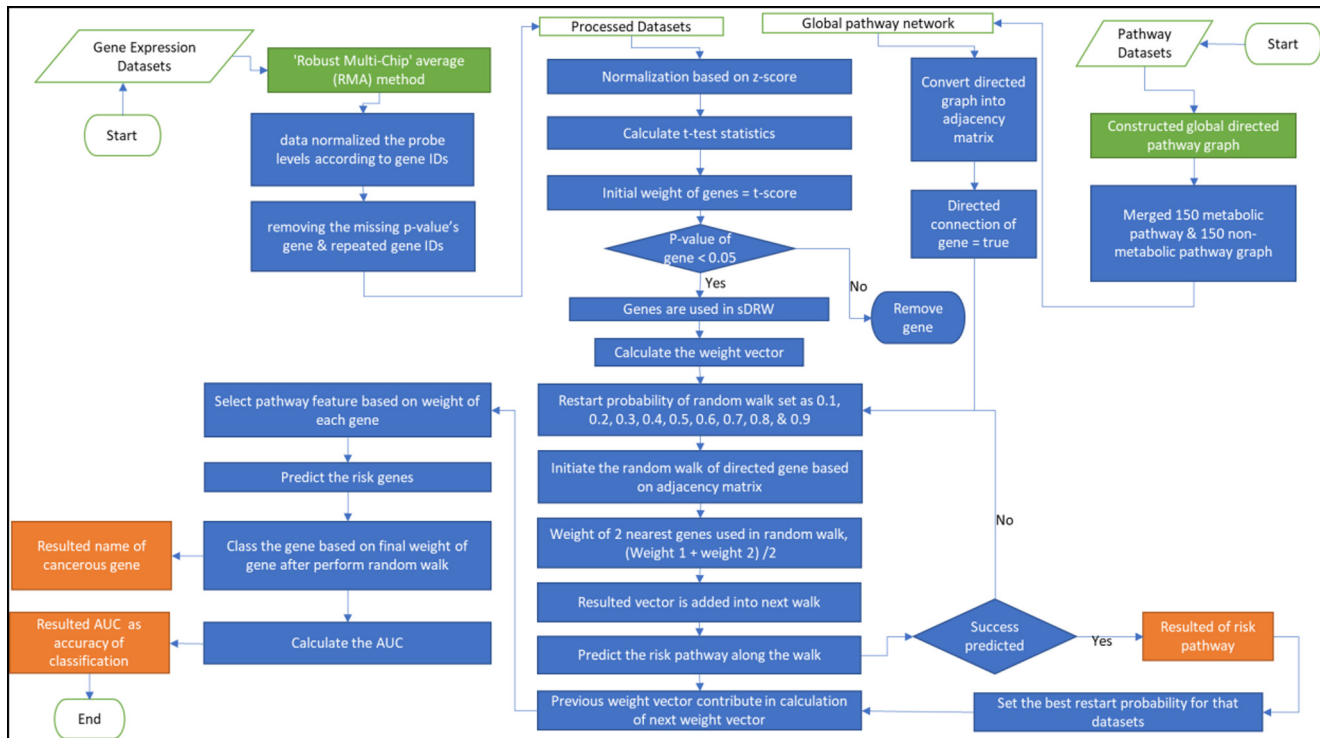 Gene Expression
Datasets
Start
'Robust Multi-Chip' average
(RMA) method
data normalized the probe
levels according to gene IDs
removing the missing p-value's
gene & repeated gene IDs
Processed Datasets
Normalization based on z-score
Calculate t-test statistics
Initial weight of genes = t-score
P-value of
gene < 0.05
Yes
No
Remove
gene
Genes are used in sDRW
Calculate the weight vector
Global pathway network
Convert directed
graph into
adjacency
matrix
Directed
connection of
gene = true
Pathway
Datasets
Start
Constructed global directed
pathway graph
Merged 150 metabolic
pathway & 150 non-
metabolic pathway graph
Restart probability of random walk set as 0.1,
0.2, 0.3, 0.4, 0.5, 0.6, 0.7, 0.8, & 0.9
Initiate the random walk of directed gene based
on adjacency matrix
Weight of 2 nearest genes used in random walk,
(Weight 1 + weight 2) /2
Resulted vector is added into next walk
Predict the risk pathway along the walk
Previous weight vector contribute in calculation
of next weight vector
No
Success
predicted
Yes
Resulted of risk
pathway
Set the best restart probability for that
datasets
Select pathway feature based on weight of
each gene
Predict the risk genes
Class the gene based on final weight of
gene after perform random walk
Calculate the AUC
Resulted name of
cancerous gene
Resulted AUC as
accuracy of
classification
End